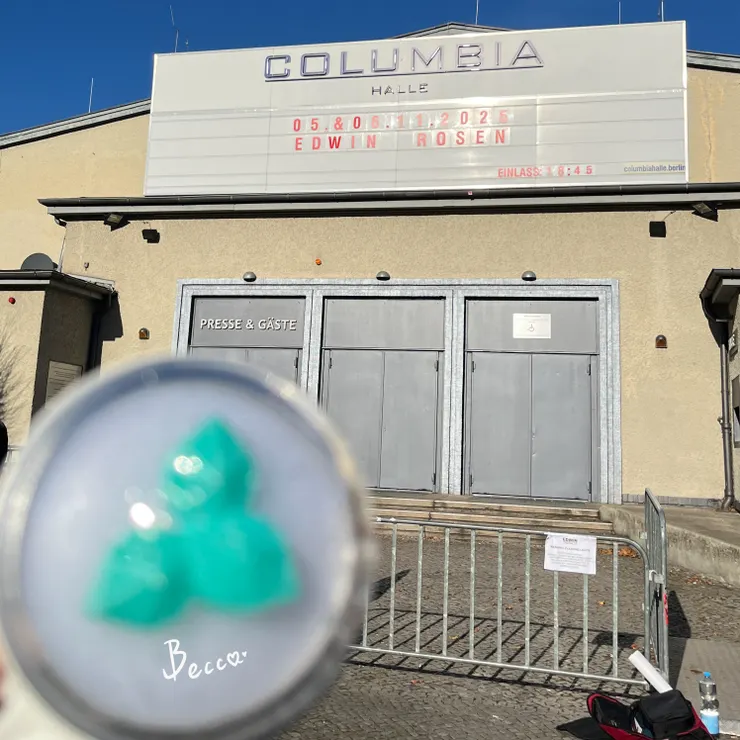 COLUMBIA
HALLE
05.&06.11.2025
EDWIN ROSEN
EINLASS: 18:45
columbiahalle.berlin
PRESSE & GÄSTE
Becca